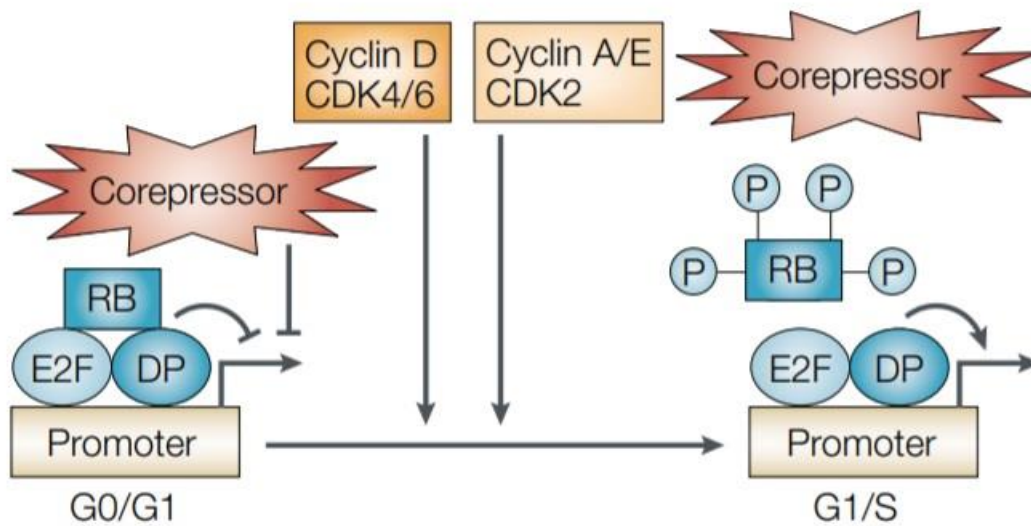 Cyclin D
CDK4/6
Cyclin A/E
CDK2
Corepressor
Corepressor
P
P
P
RB
P
RB
E2F
DP
E2F
DP
Promoter
Promoter
G0/G1
G1/S